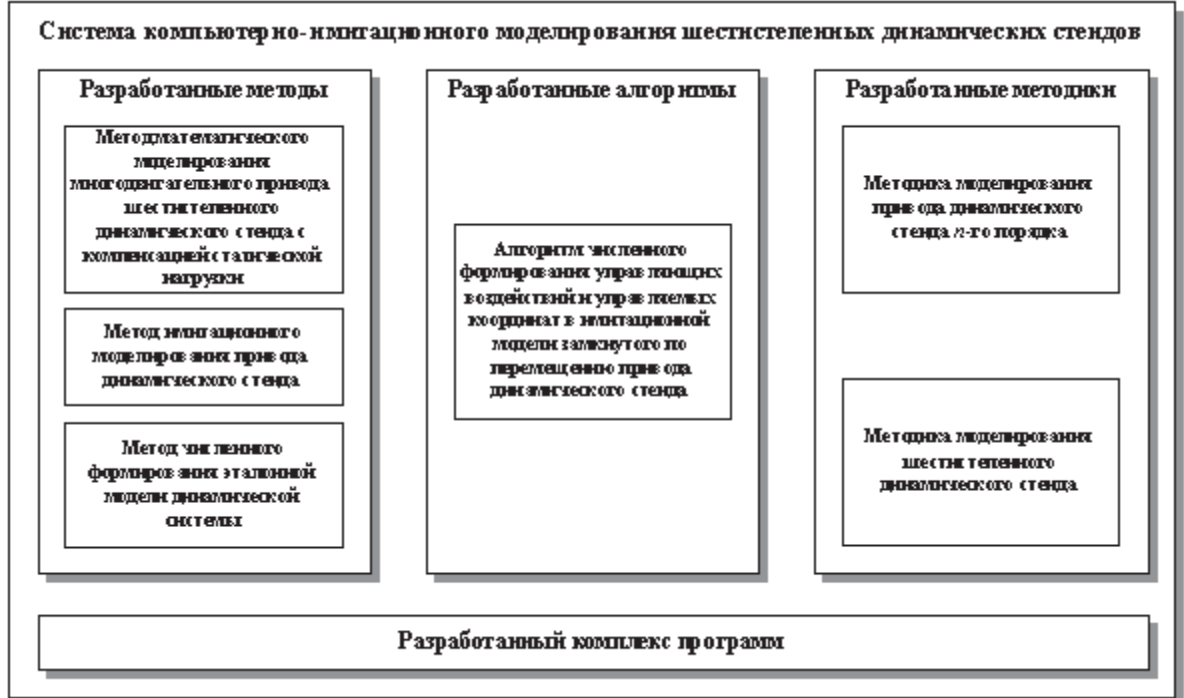 Система компьютерно-имитационного моделирования шестистепенных динамических стендов
Разработанные методы
Метод математического
моделирования
многодвигательного привода
шестистепенного
динамического стенда с
компенсацией статической
нагрузки
Метод имитационного
моделирования привода
динамического стенда
Метод численного
формирования эталонной
модели динамической
системы
Разработанные алгоритмы
Алгоритм численного
формирования управляющих
воздействий и управляемых
координат в имитационной
модели замкнутого по
перемещению привода
динамического стенда
Разработанные методики
Методика моделирования
привода динамического
стенда n-го порядка
Методика моделирования
шестистепенного
динамического стенда
Разработанный комплекс программ